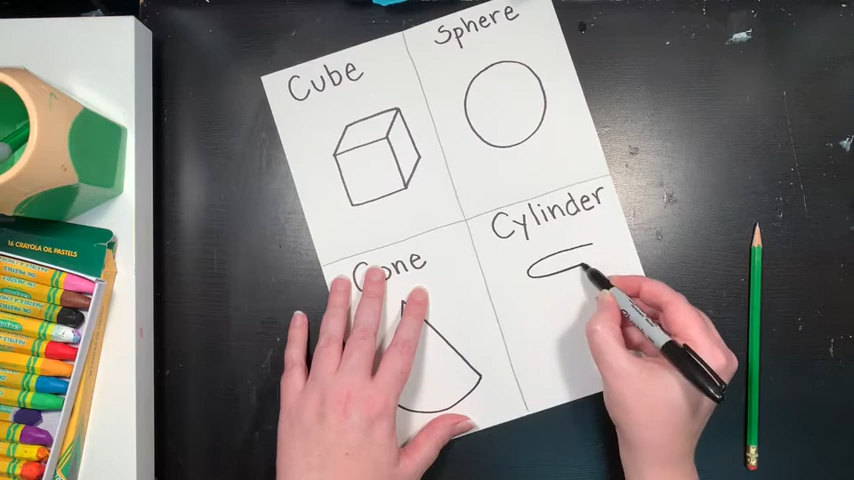 Cube
Sphere
Cone
Cylinder
16 CRAYOLA OIL PASTELS